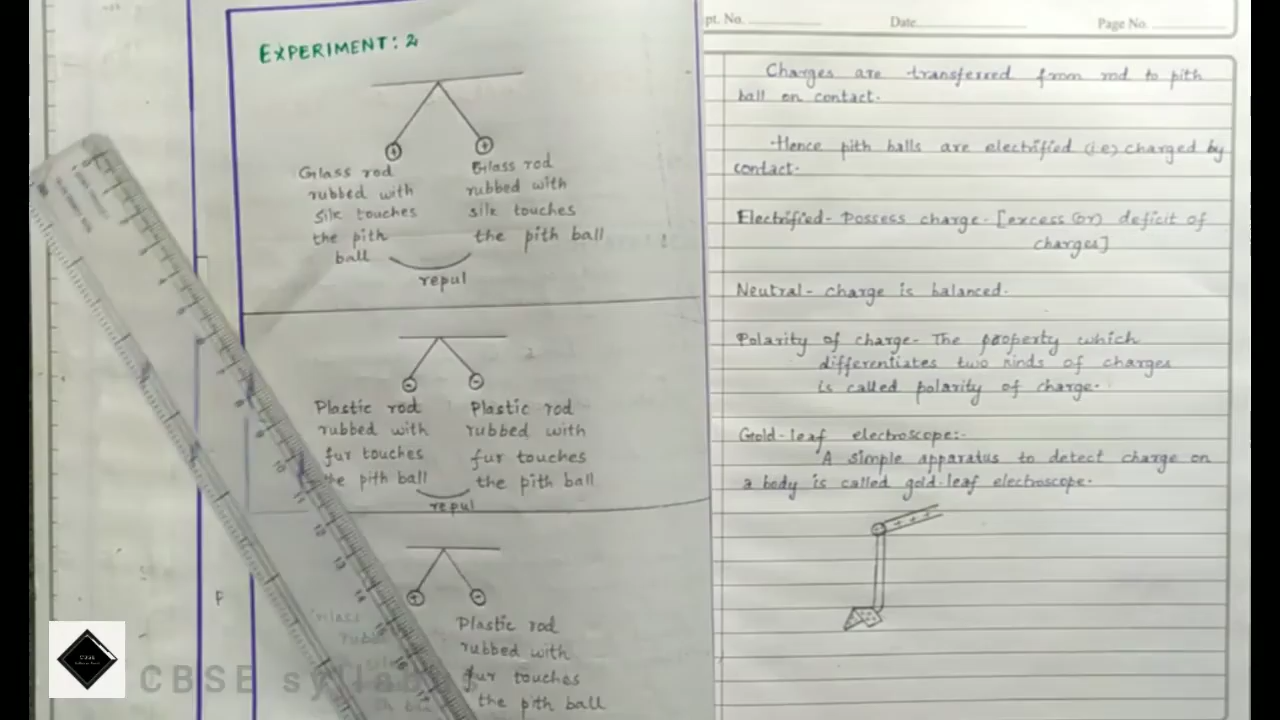 EXPERIMENT: 2
Glass rod
rubbed with
silk touches
the pith
ball
Glass rod
rubbed with
silk touches
the pith ball
repul
Plastic rod
rubbed with
fur touches
the pith ball
Plastic rod
rubbed with
fur touches
the pith ball
repul
Glass
Plastic rod
rubbed with
fur touches
the pith ball
pt. No.
Date
Page No.
Charges are transferred from rod to pith
ball on contact.
Hence pith balls are electrified (i.e) charged by
contact.
Electrified - Possess charge - [excess (or) deficit of
charges]
Neutral - charge is balanced.
Polarity of charge - The property which
differentiates two kinds of charges
is called polarity of charge.
Gold-leaf electroscope:-
A simple apparatus to detect charge on
a body is called gold-leaf electroscope.
CBSE